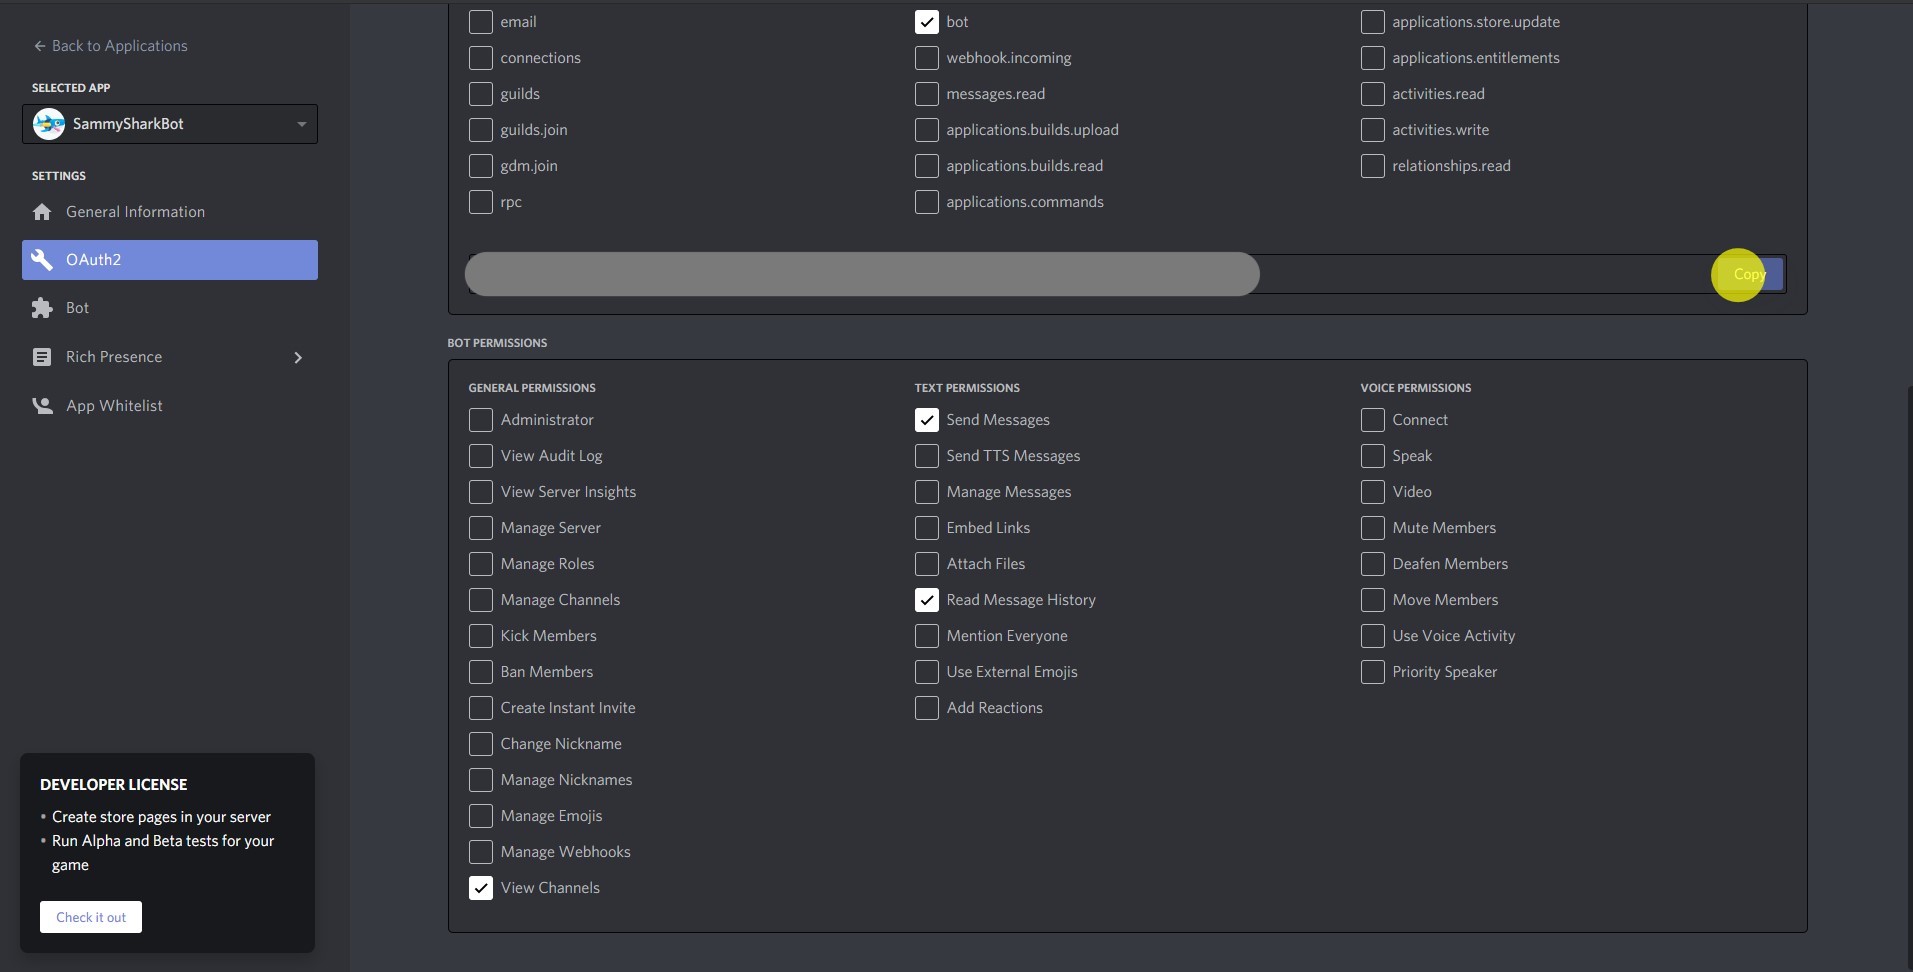 Back to Applications
SELECTED APP
SammySharkBot
SETTINGS
General Information
OAuth2
Bot
Rich Presence
App Whitelist
DEVELOPER LICENSE
• Create store pages in your server
• Run Alpha and Beta tests for your
game
Check it out
email
connections
guilds
guilds.join
gdm.join
rpc
bot
webhook.incoming
messages.read
applications.builds.upload
applications.builds.read
applications.commands
applications.store.update
applications.entitlements
activities.read
activities.write
relationships.read
Copy
BOT PERMISSIONS
GENERAL PERMISSIONS
Administrator
View Audit Log
View Server Insights
Manage Server
Manage Roles
Manage Channels
Kick Members
Ban Members
Create Instant Invite
Change Nickname
Manage Nicknames
Manage Emojis
Manage Webhooks
View Channels
TEXT PERMISSIONS
Send Messages
Send TTS Messages
Manage Messages
Embed Links
Attach Files
Read Message History
Mention Everyone
Use External Emojis
Add Reactions
VOICE PERMISSIONS
Connect
Speak
Video
Mute Members
Deafen Members
Move Members
Use Voice Activity
Priority Speaker